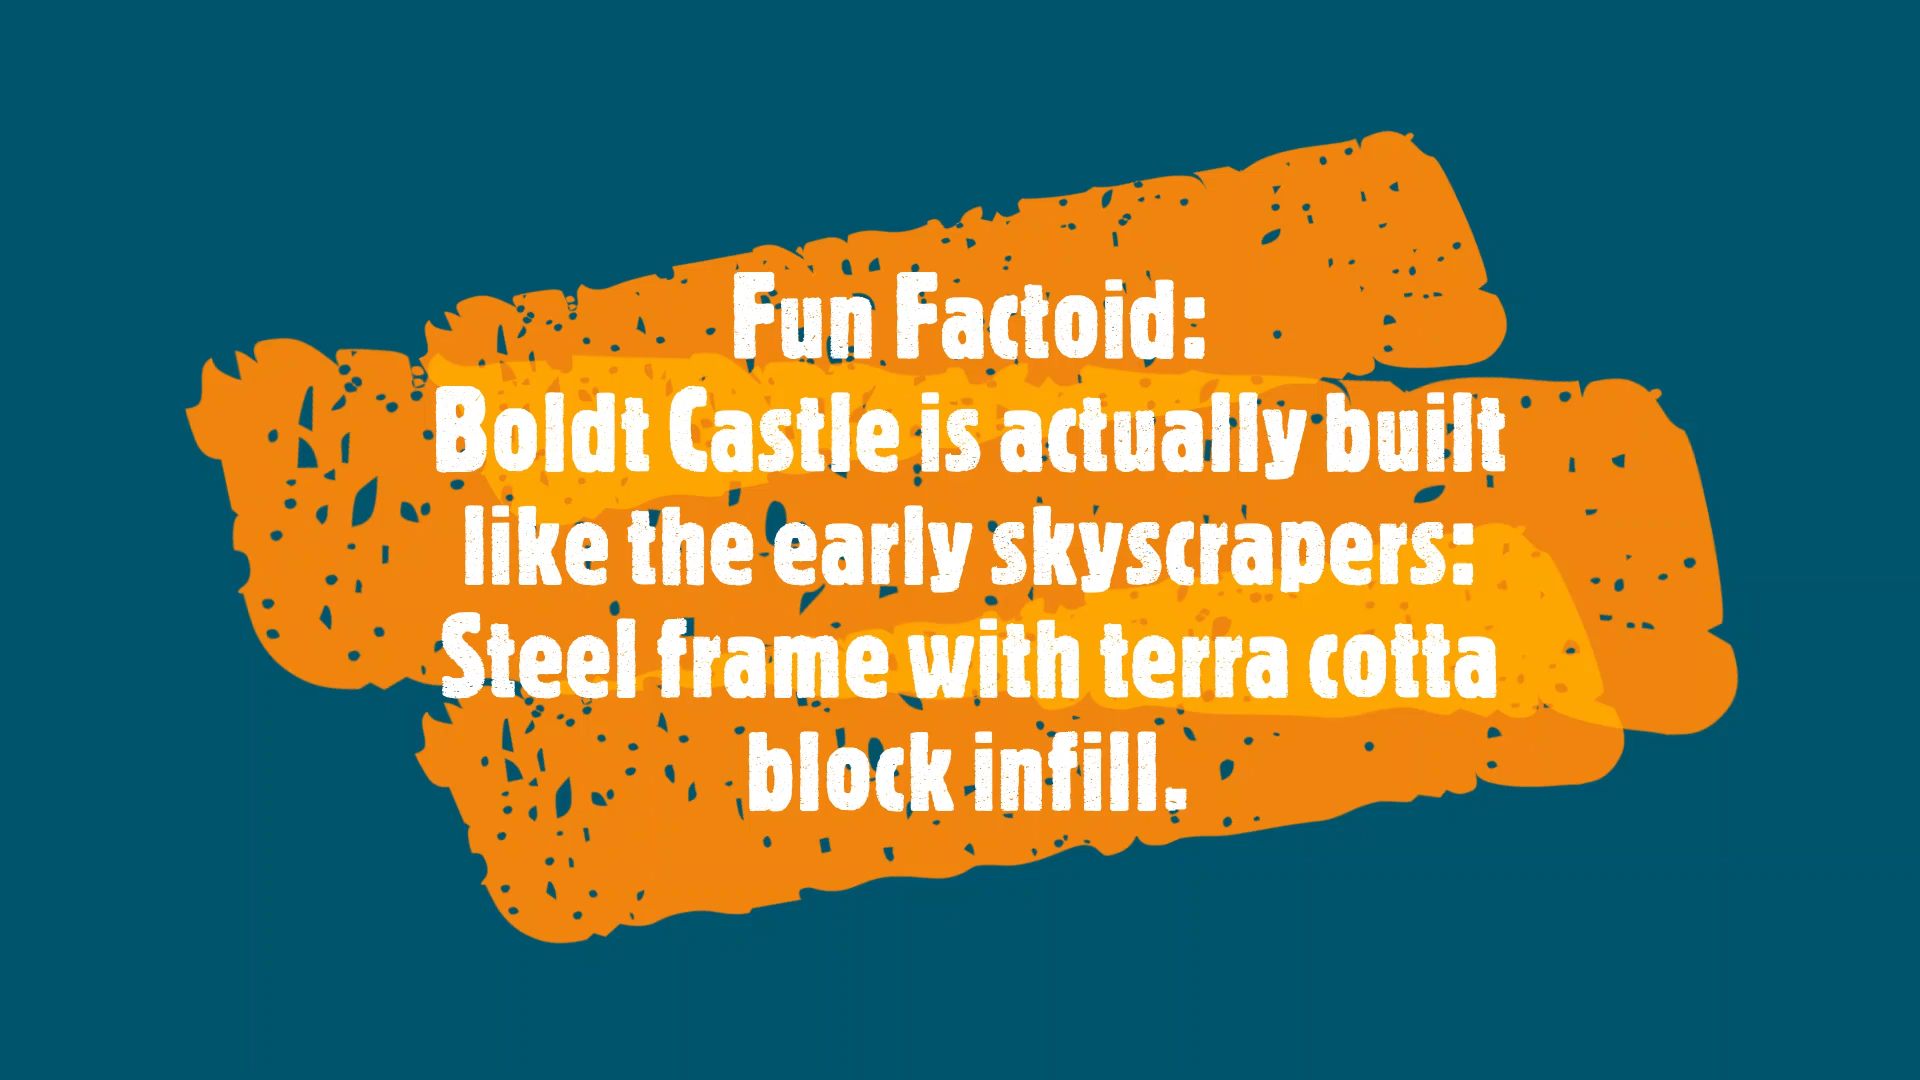 Fun Factoid:
Boldt Castle is actually built
like the early skyscrapers:
Steel frame with terra cotta
block infill.